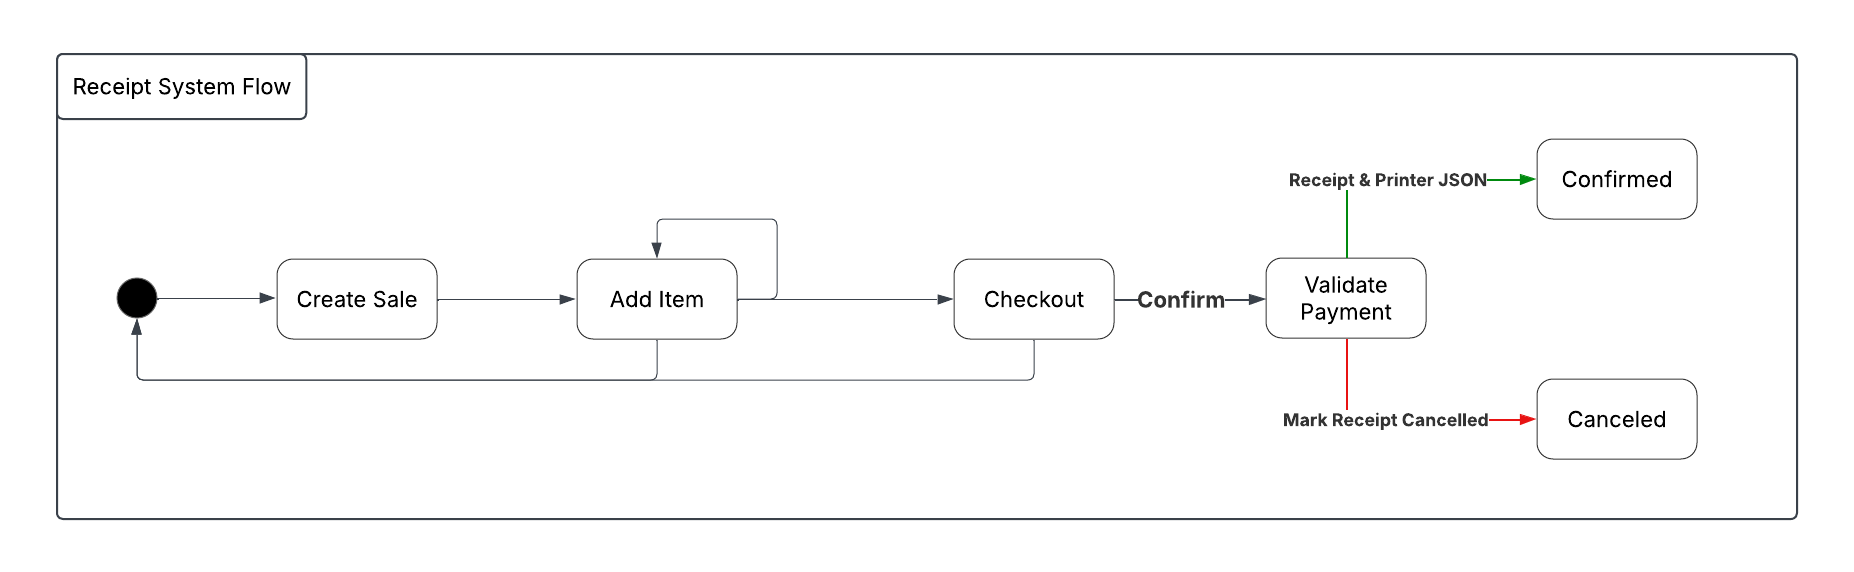 Receipt System Flow
Create Sale
Add Item
Checkout
Confirm
Validate
Payment
Receipt & Printer JSON
Confirmed
Mark Receipt Cancelled
Canceled